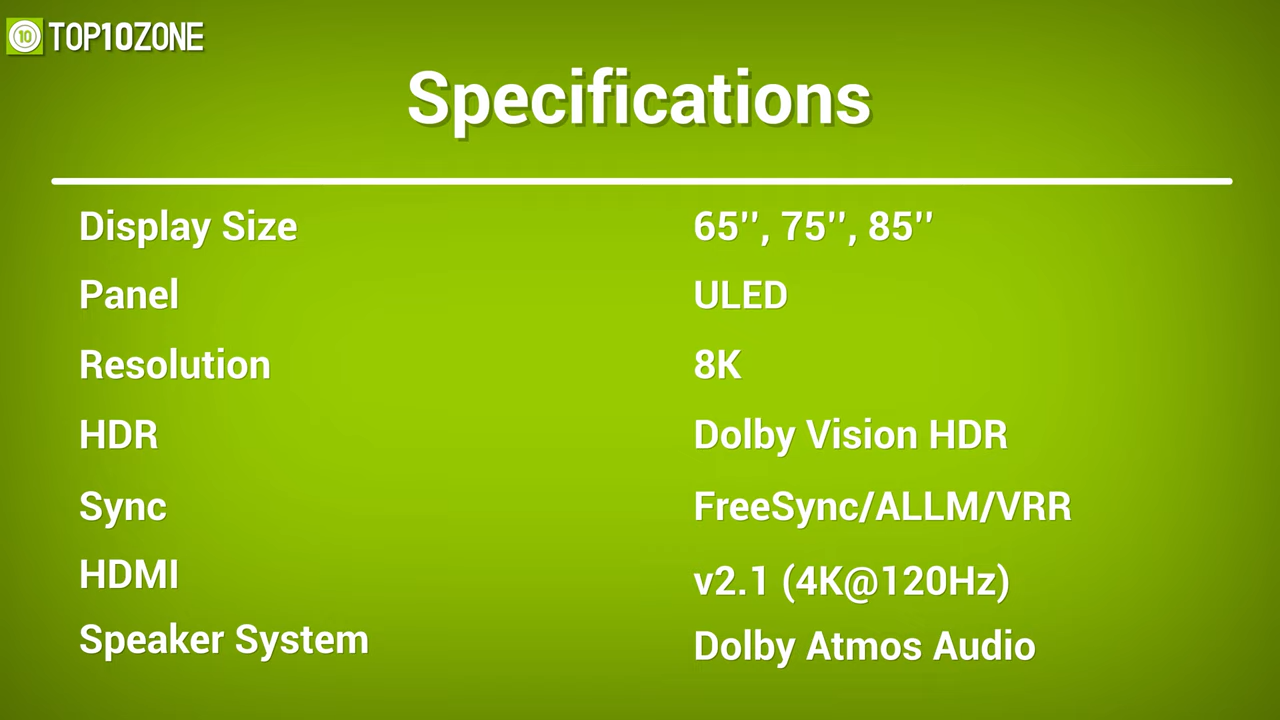 10 TOP10ZONE
Specifications
Display Size 65'', 75'', 85''
Panel ULED
Resolution 8K
HDR Dolby Vision HDR
Sync FreeSync/ALLM/VRR
HDMI v2.1 (4K@120Hz)
Speaker System Dolby Atmos Audio